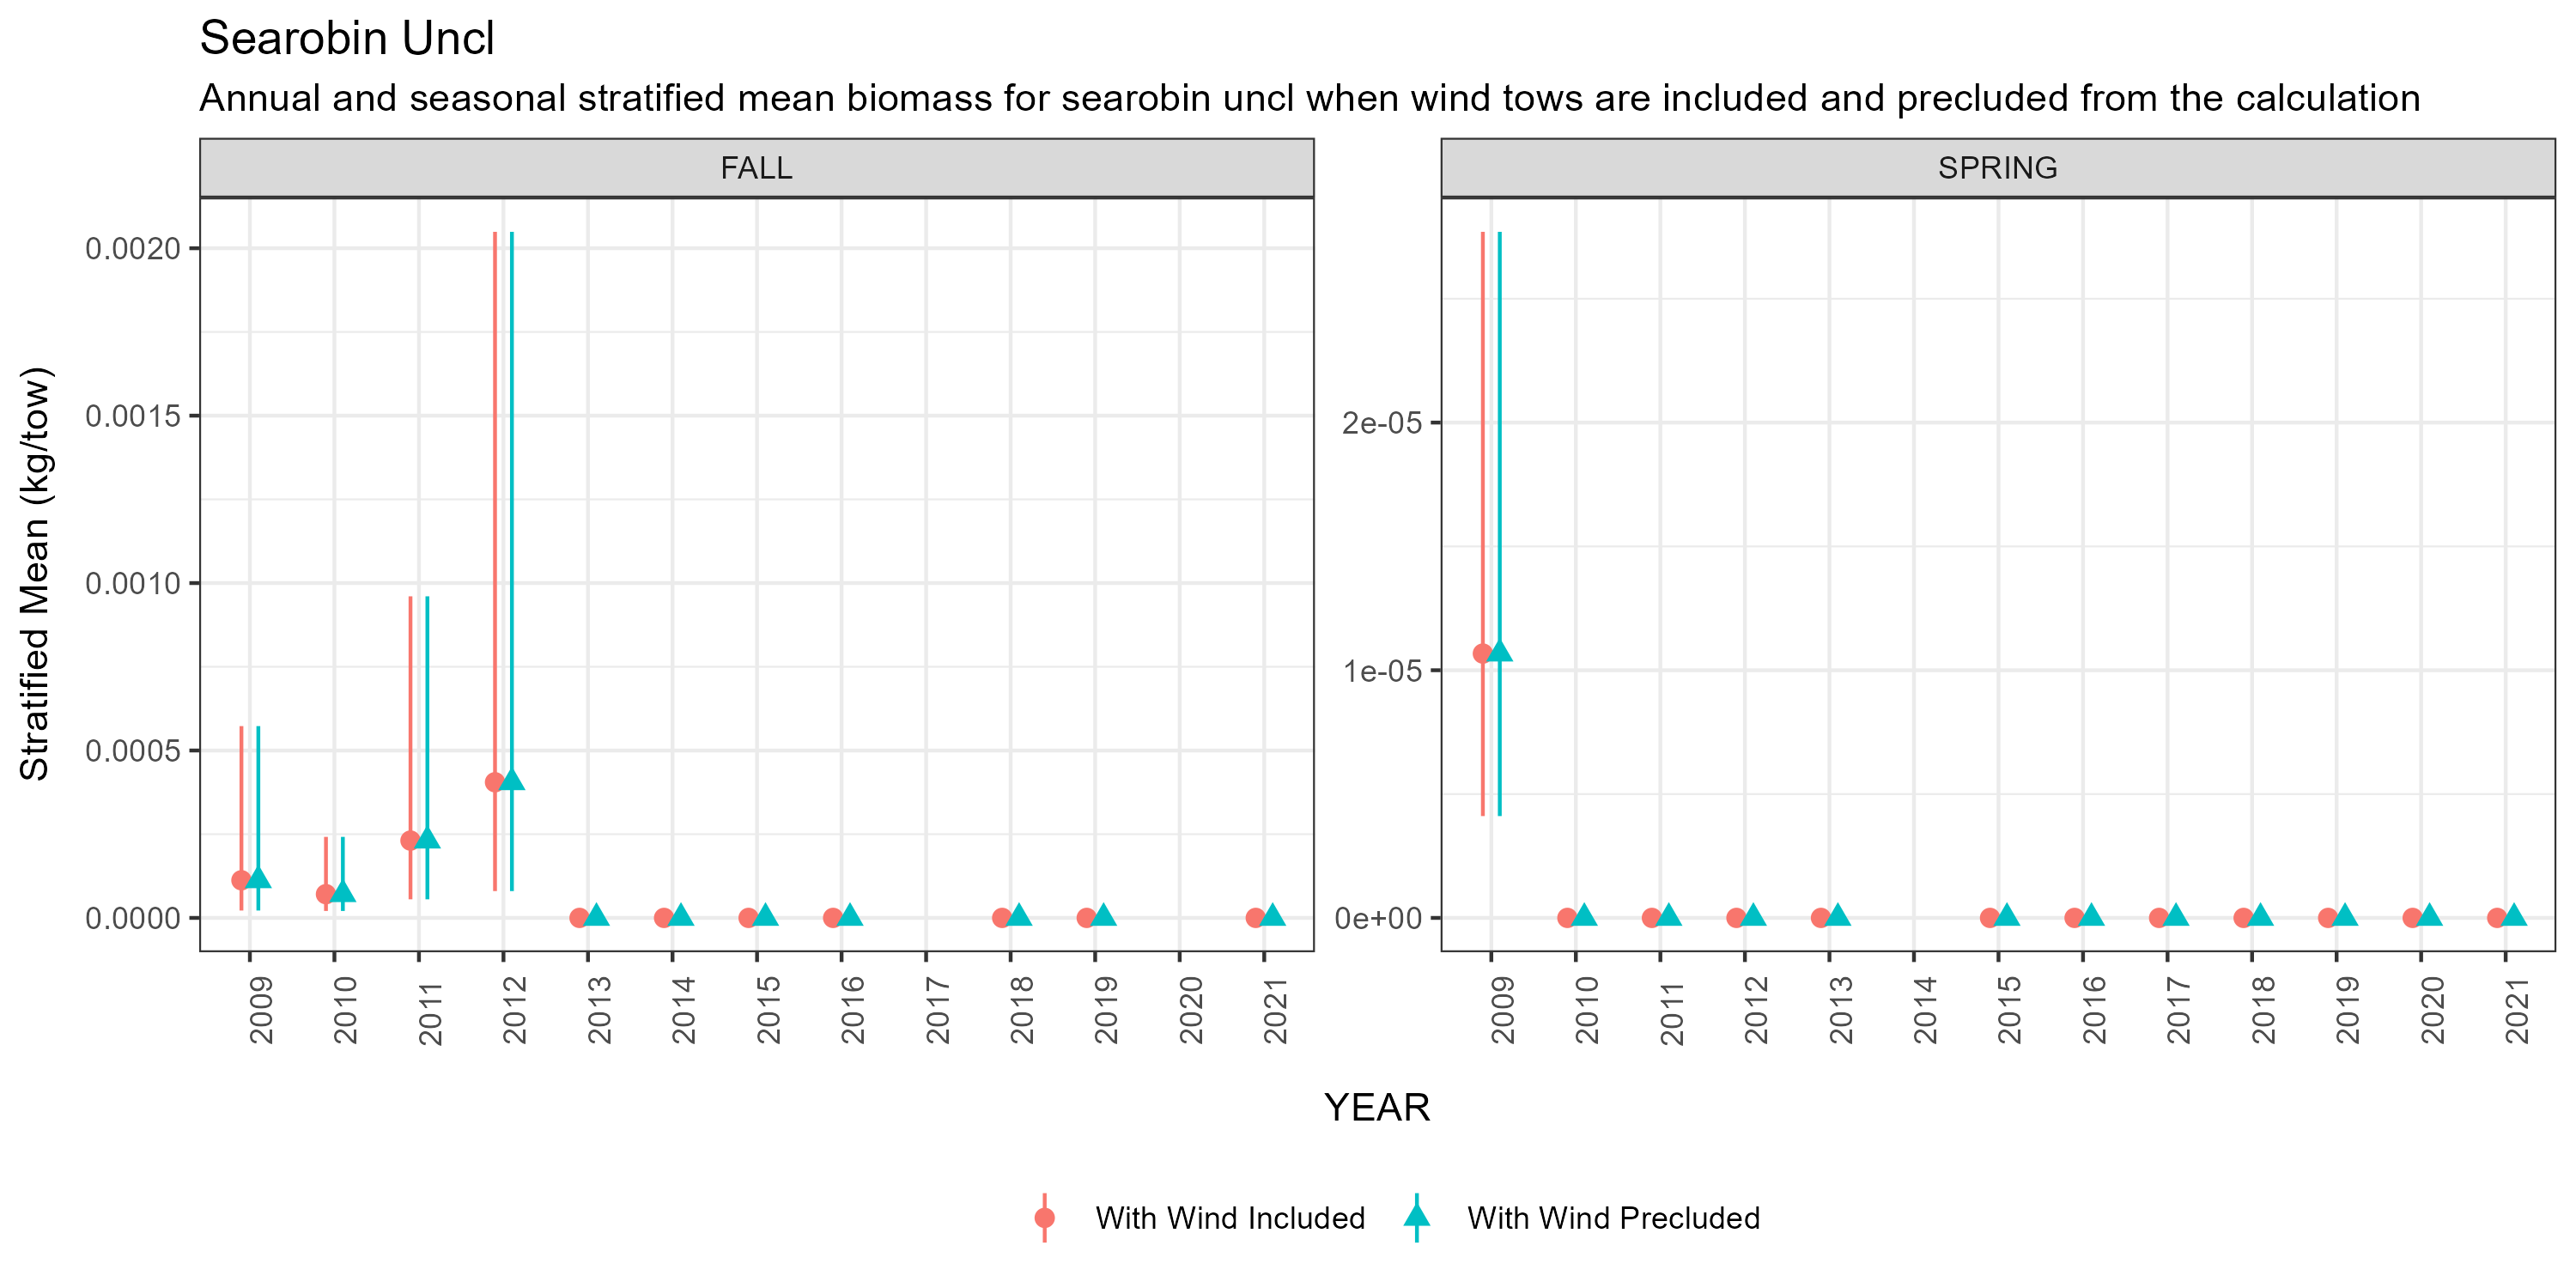 Searobin Uncl
Annual and seasonal stratified mean biomass for searobin uncl when wind tows are included and precluded from the calculation
FALL
SPRING
Stratified Mean (kg/tow)
0.0020
0.0015
0.0010
0.0005
0.0000
2e-05
1e-05
0e+00
2009 2010 2011 2012 2013 2014 2015 2016 2017 2018 2019 2020 2021
2009 2010 2011 2012 2013 2014 2015 2016 2017 2018 2019 2020 2021
YEAR
With Wind Included With Wind Precluded